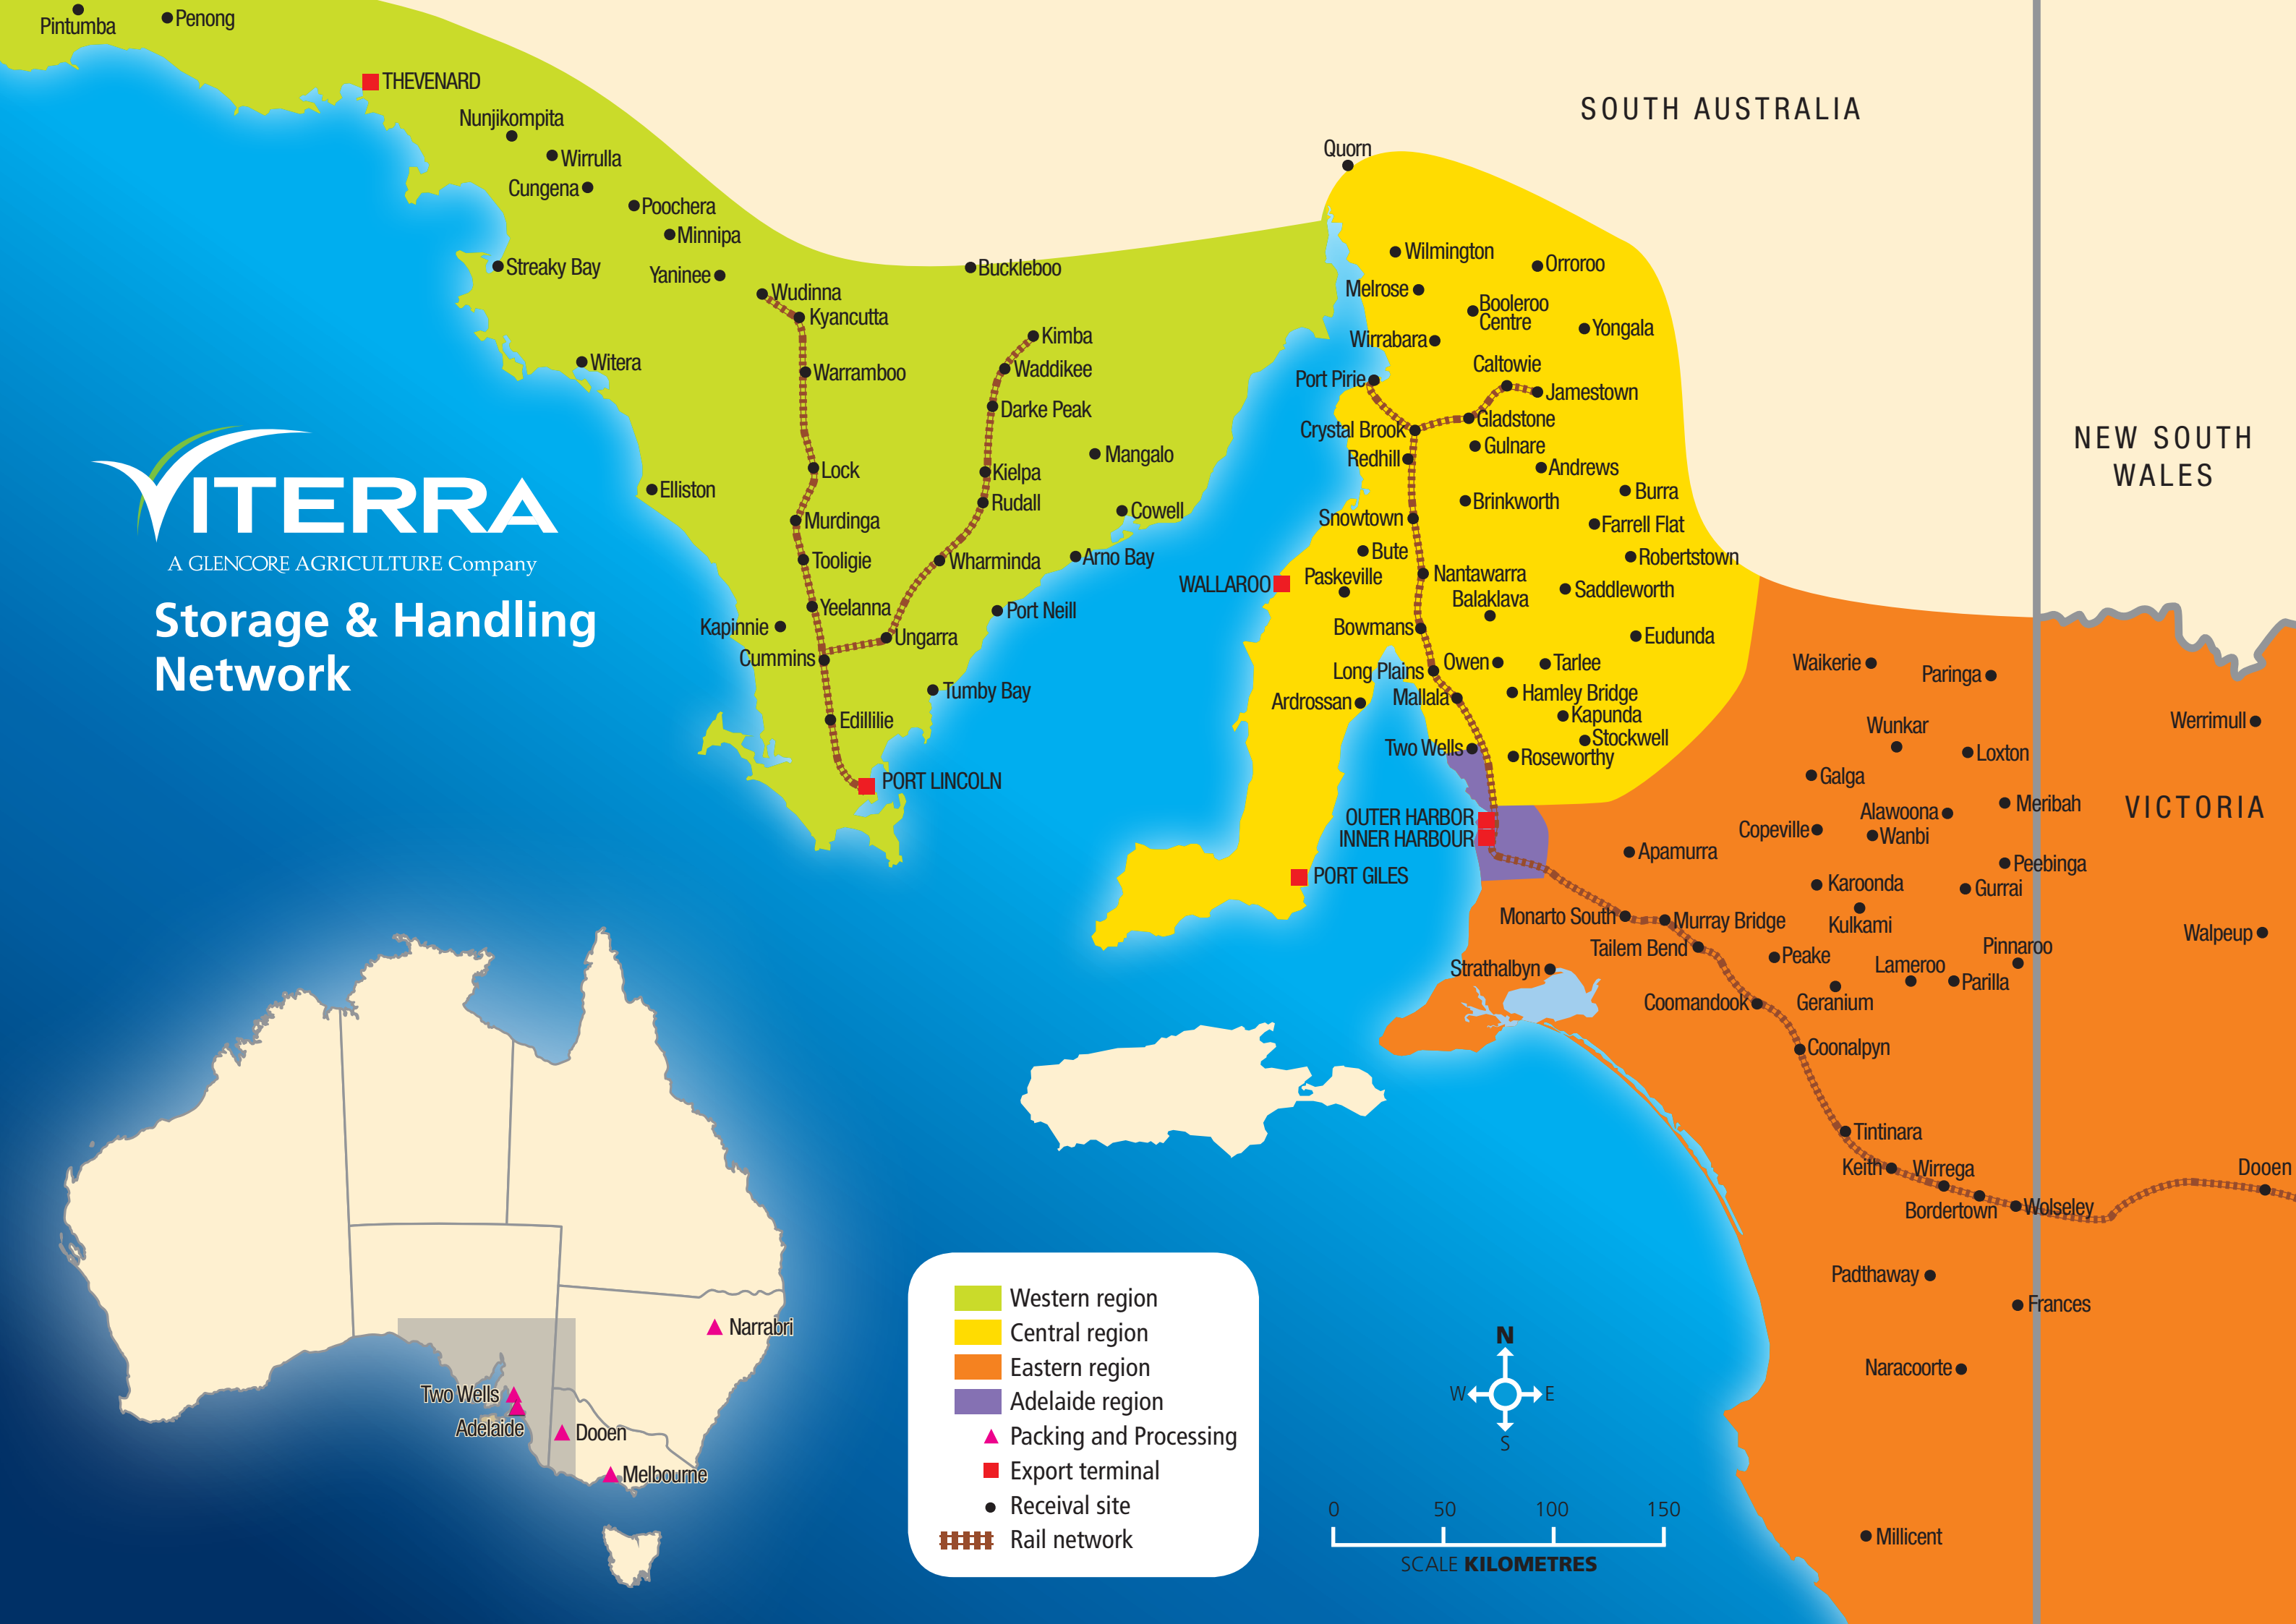 Pintumba
Penong
THEVENARD
Nunjikompita
Wirrulla
Cungena
Poochera
Minnipa
Streaky Bay
Yaninee
Buckleboo
Wudinna
Kyancutta
Kimba
Witera
Warramboo
Waddikee
Darke Peak
Mangalo
Lock
Kielpa
Elliston
Rudall
Cowell
Murdinga
Tooligie
Wharminda
Arno Bay
Yeelanna
Port Neill
Kapinnie
Ungarra
Cummins
Tumby Bay
Edillilie
PORT LINCOLN
VITERRA
A GLENCORE AGRICULTURE Company
Storage & Handling
Network
SOUTH AUSTRALIA
NEW SOUTH
WALES
VICTORIA
Quorn
Wilmington
Orroroo
Melrose
Booleroo
Centre
Yongala
Wirrabara
Caltowie
Port Pirie
Jamestown
Gladstone
Crystal Brook
Gulnare
Redhill
Andrews
Burra
Brinkworth
Snowtown
Farrell Flat
Bute
Robertstown
WALLAROO
Paskeville
Nantawarra
Saddleworth
Balaklava
Bowmans
Eudunda
Owen
Tarlee
Long Plains
Hamley Bridge
Ardrossan
Mallala
Kapunda
Stockwell
Two Wells
Roseworthy
OUTER HARBOR
INNER HARBOUR
PORT GILES
Waikerie
Paringa
Werrimull
Wunkar
Loxton
Galga
Meribah
Alawoona
Copeville
Wanbi
Apamurra
Peebinga
Karoonda
Gurrai
Kulkami
Monarto South
Murray Bridge
Walpeup
Tailem Bend
Pinnaroo
Peake
Strathalbyn
Lameroo
Parilla
Coomandook
Geranium
Coonalpyn
Tintinara
Keith
Wirrega
Dooen
Bordertown
Wolseley
Padthaway
Frances
Naracoorte
Millicent
Narrabri
Two Wells
Adelaide
Dooen
Melbourne
Western region
Central region
Eastern region
Adelaide region
Packing and Processing
Export terminal
Receival site
Rail network
N
W
E
S
0 50 100 150
SCALE KILOMETRES